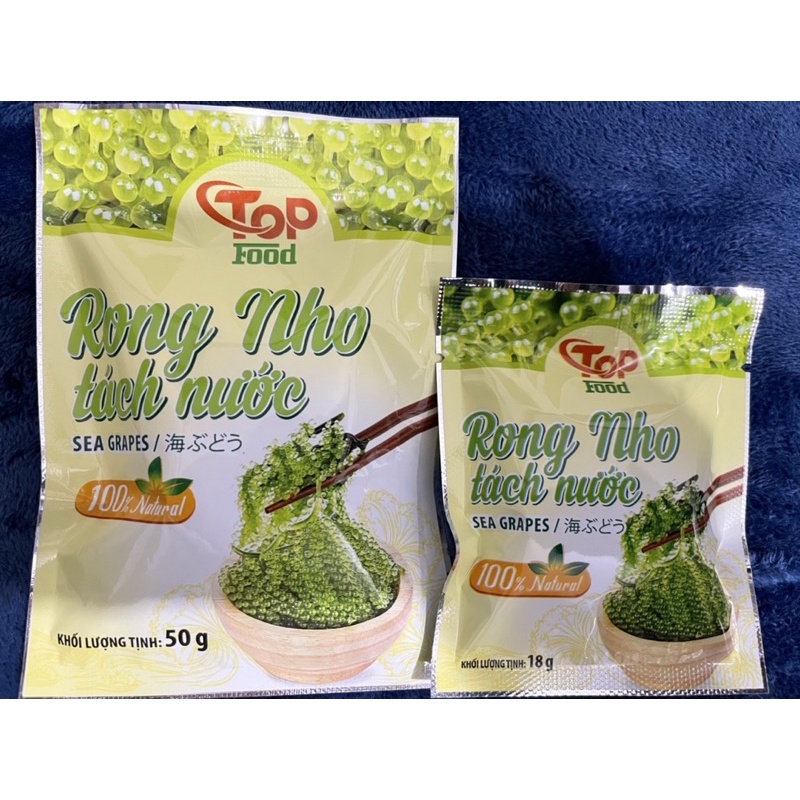 TOP
Food
Rong Nho
tách nước
SEA GRAPES / 海ぶどう
100% Natural
KHỐI LƯỢNG TỊNH: 50 g
TOP
Food
Rong Nho
tách nước
SEA GRAPES / 海ぶどう
100% Natural
KHỐI LƯỢNG TỊNH: 18 g